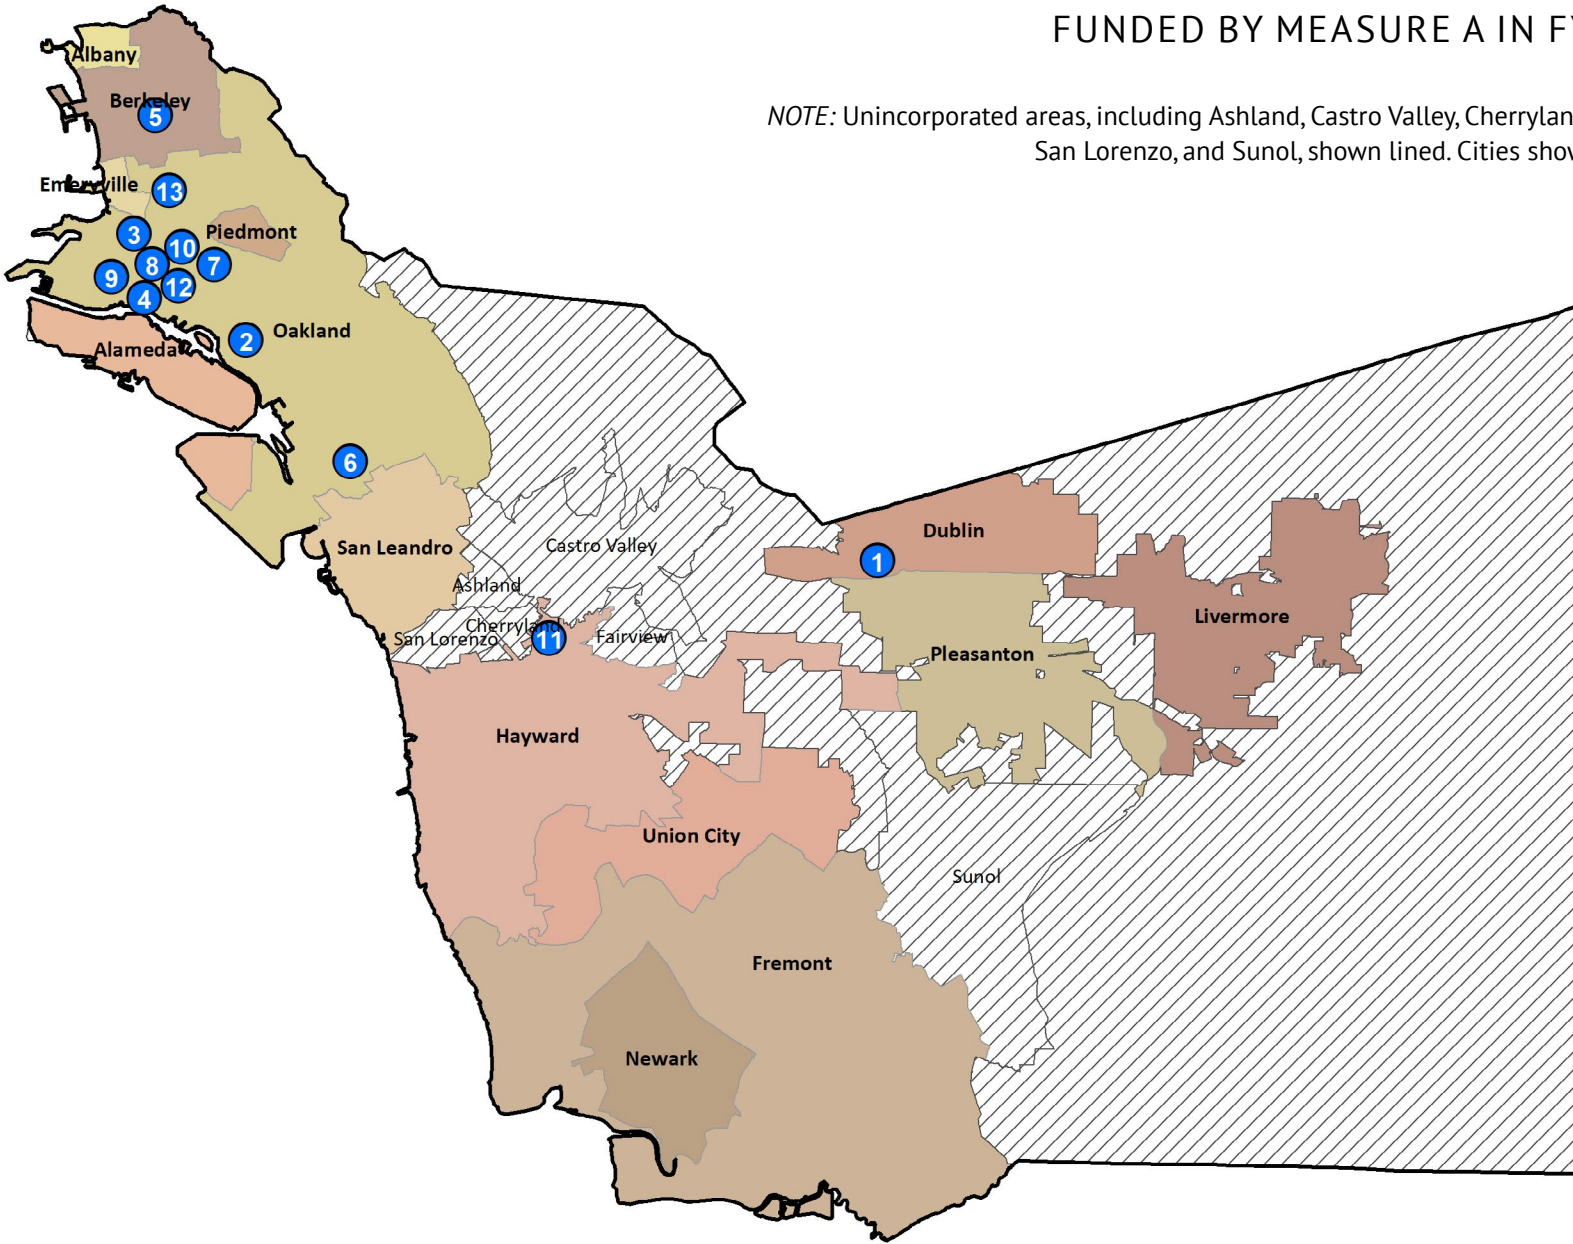 FUNDED BY MEASURE A IN
NOTE: Unincorporated areas, including Ashland, Castro Valley,
San Lorenzo, and Sunol, shown lined. Cities
Albany
Berkeley
5
Emeryville
13
3
10
Piedmont
8
7
9
12
4
2
Oakland
Alameda
6
San Leandro
Castro Valley
Dublin
1
Ashland
Livermore
Cherryland
San Lorenzo
11
Fairview
Pleasanton
Hayward
Union City
Sunol
Fremont
Newark